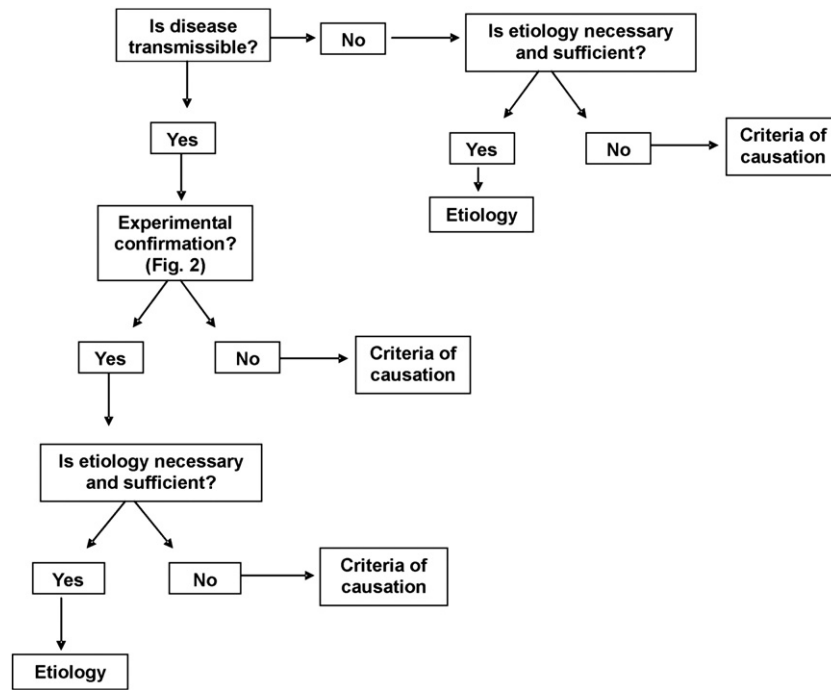 Is disease
transmissible?
No
Is etiology necessary
and sufficient?
Yes
Yes
No
Criteria of
causation
Etiology
Experimental
confirmation?
(Fig. 2)
Yes
No
Criteria of
causation
Is etiology necessary
and sufficient?
Yes
No
Criteria of
causation
Etiology